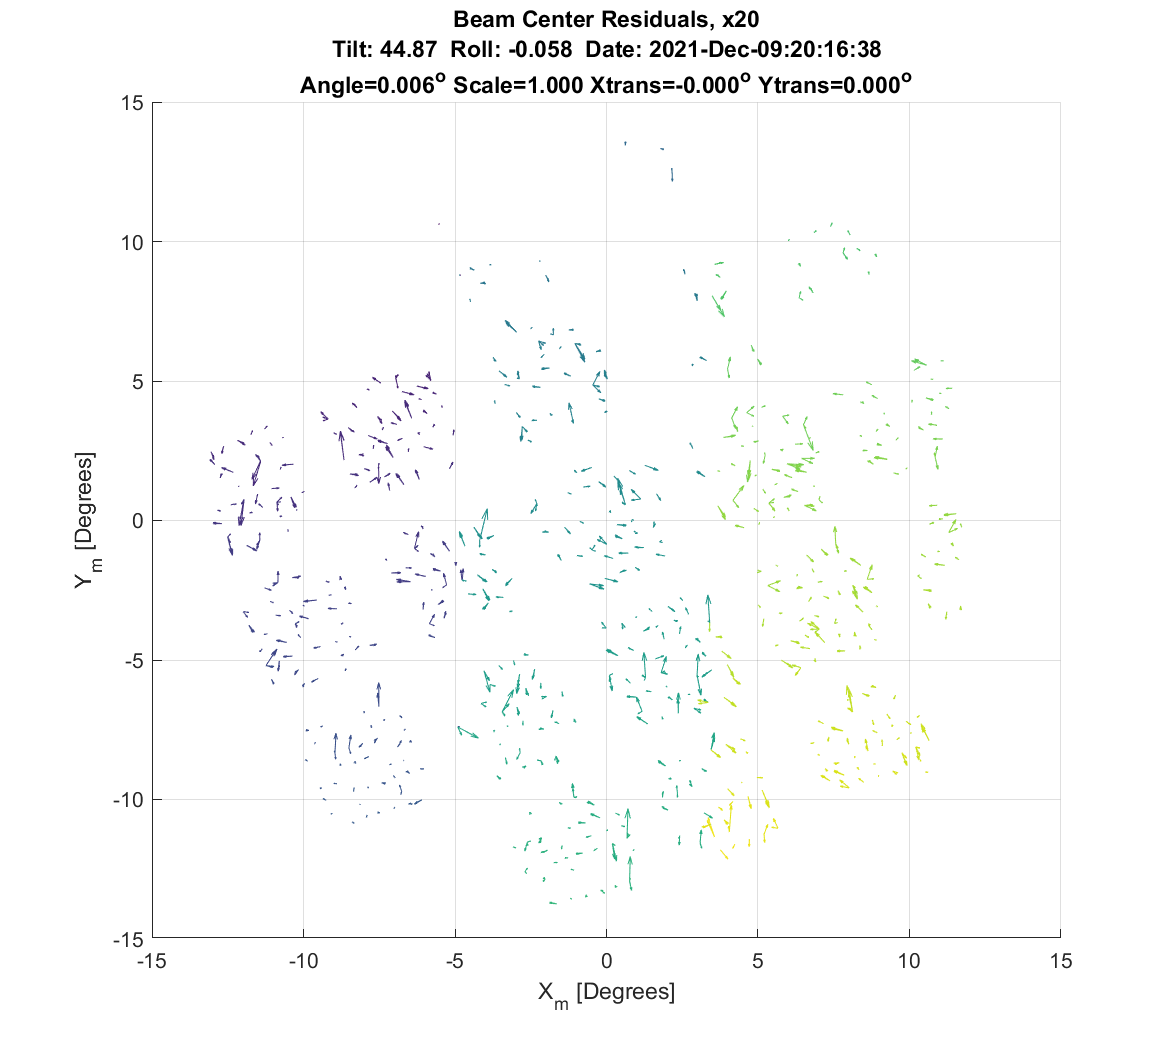 Beam Center Residuals, x20
Tilt: 44.87 Roll: -0.058 Date: 2021-Dec-09:20:16:38
Angle=0.006° Scale=1.000 Xtrans=-0.000° Ytrans=0.000°
15
10
5
0
-5
-10
-15
Y_m [Degrees]
-15 -10 -5 0 5 10 15
X_m [Degrees]